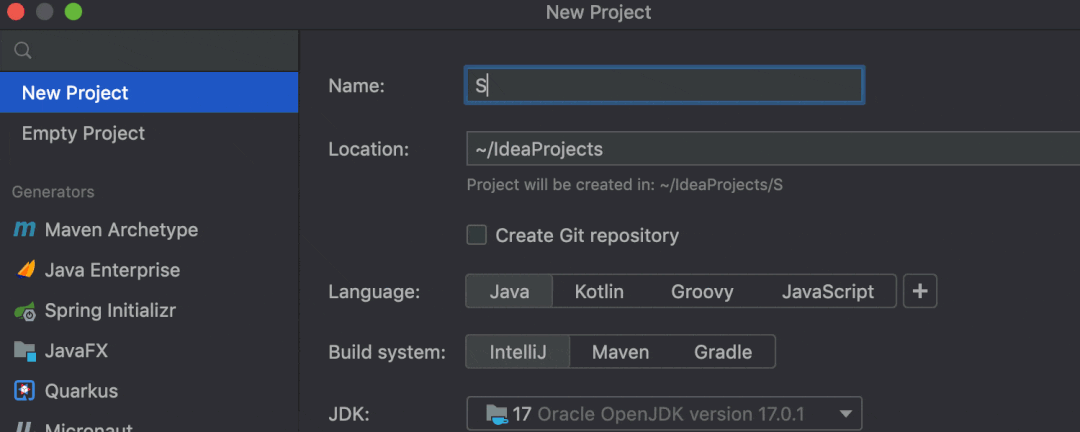 New Project
New Project
Empty Project
Generators
Maven Archetype
Java Enterprise
Spring Initializr
JavaFX
Quarkus
Micronaut
Name: S
Location: ~/IdeaProjects
Project will be created in: ~/IdeaProjects/S
Create Git repository
Language: Java Kotlin Groovy JavaScript +
Build system: IntelliJ Maven Gradle
JDK: 17 Oracle OpenJDK version 17.0.1